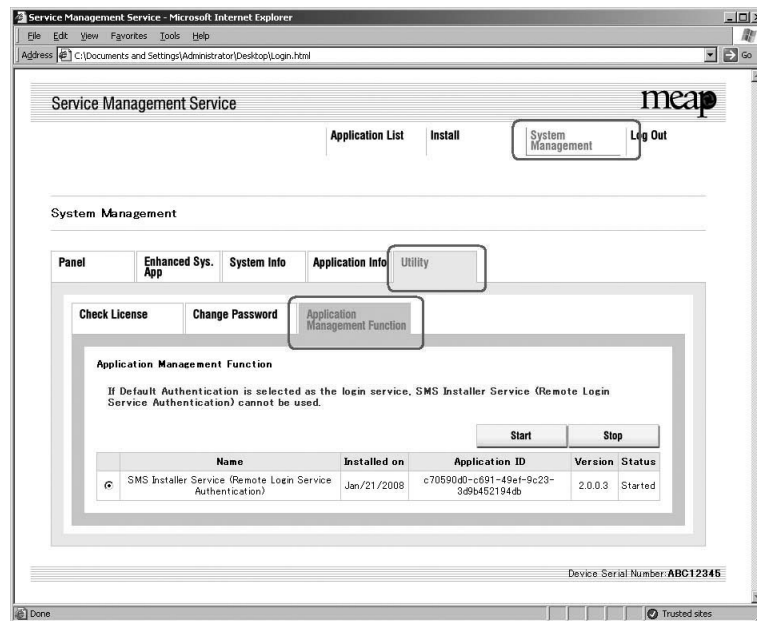 Service Management Service - Microsoft Internet Explorer
File Edit View Favorites Tools Help
Address C:\Documents and Settings\Administrator\Desktop\Login.html Go
Service Management Service meap
Application List Install System Management Log Out
System Management
Panel Enhanced Sys. App System Info Application Info Utility
Check License Change Password Application Management Function
Application Management Function
If Default Authentication is selected as the login service, SMS Installer Service (Remote Login
Service Authentication) cannot be used.
Start Stop
Name Installed on Application ID Version Status
SMS Installer Service (Remote Login Service Authentication) Jan/21/2008 c70590d0-c691-49ef-9c23-3d9b452194db 2.0.0.3 Started
Device Serial Number:ABC12345
Done Trusted sites